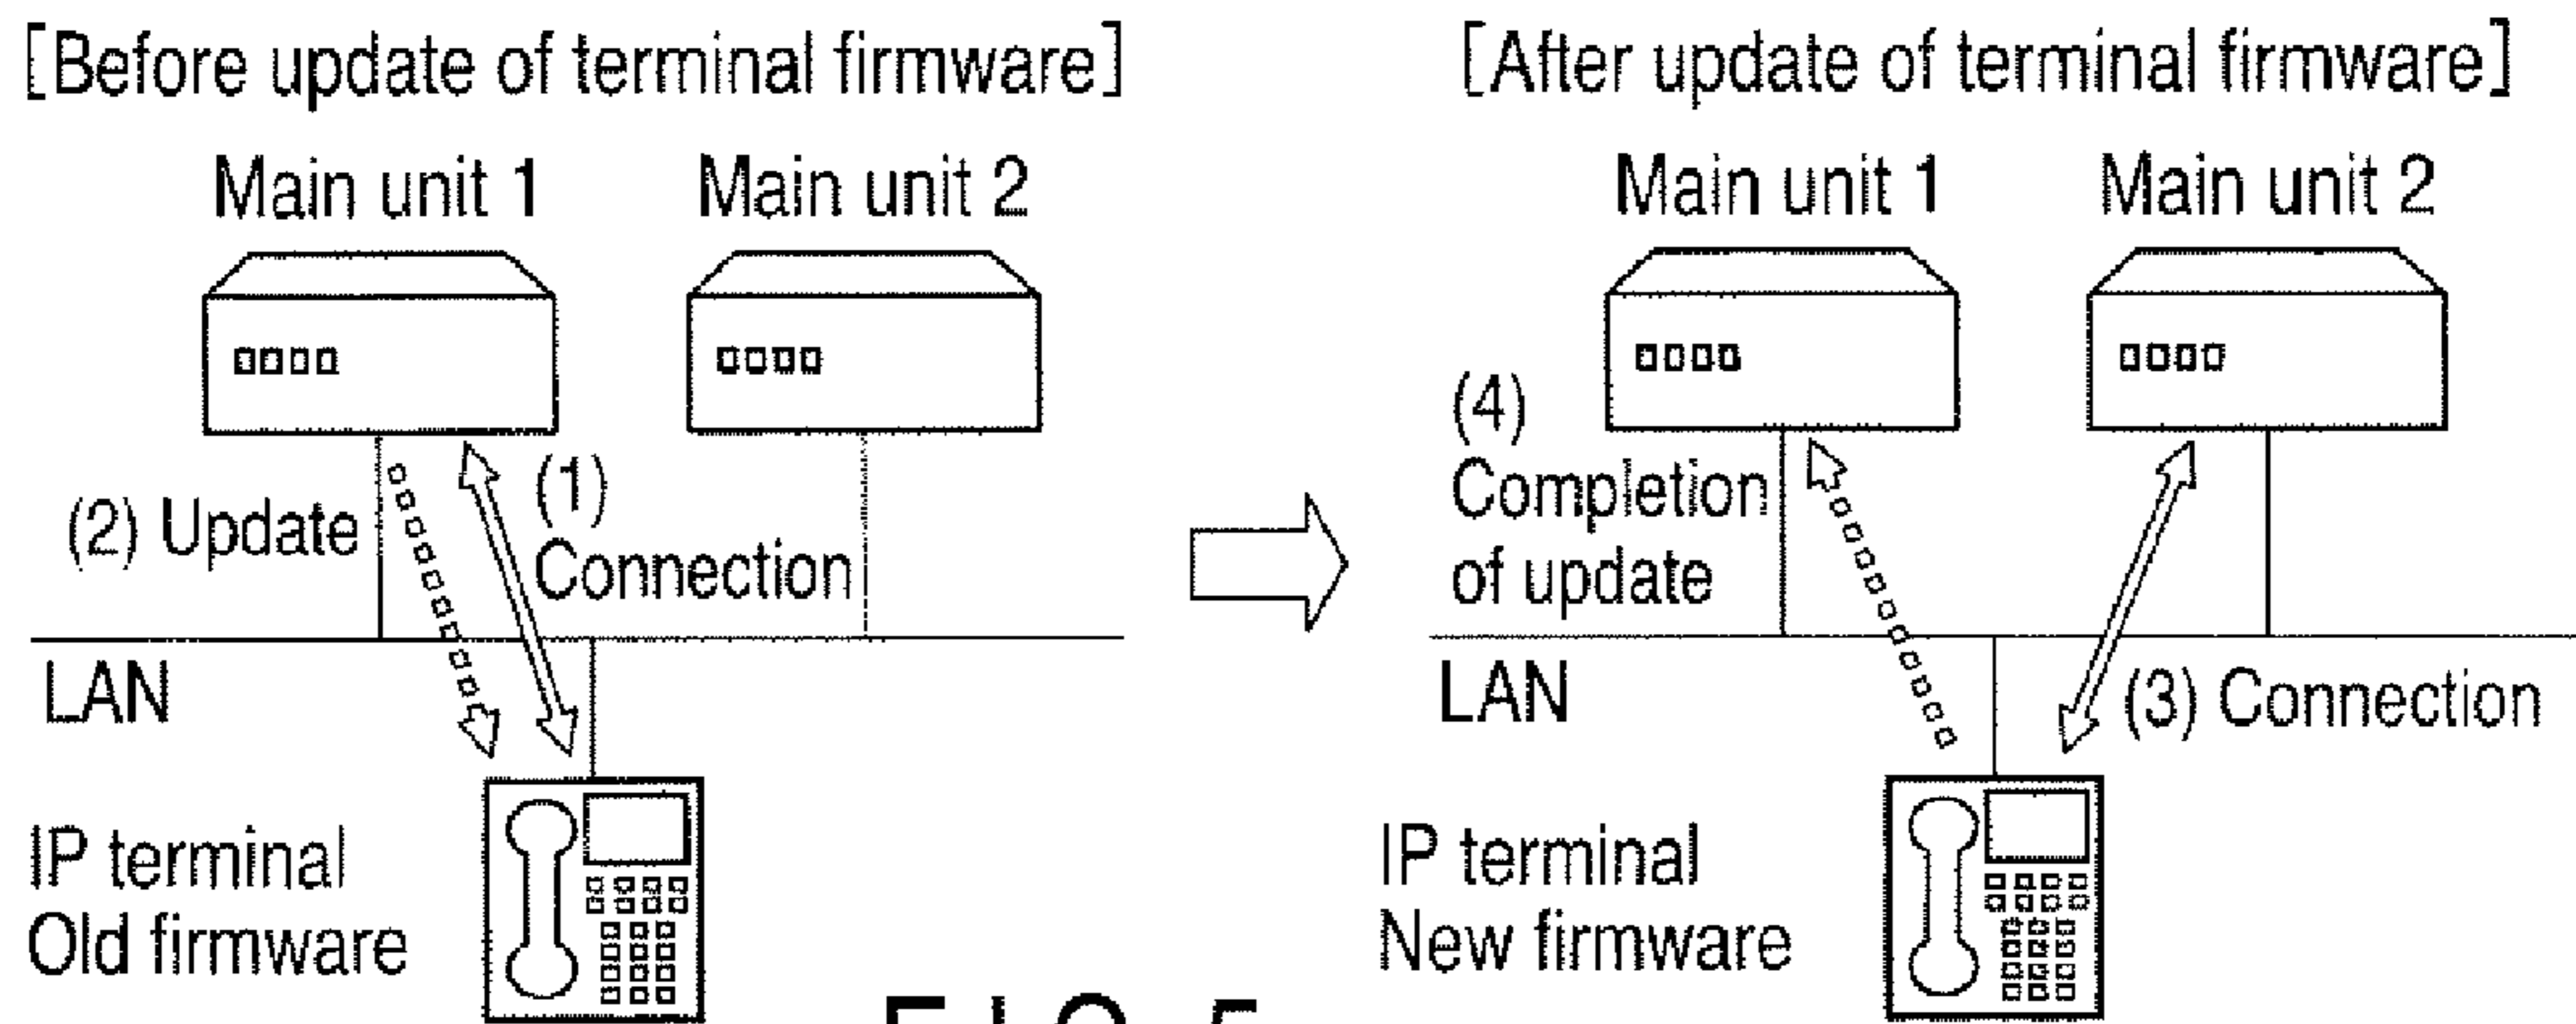 [Before update of terminal firmware]
Main unit 1
Main unit 2
(2) Update
(1)
Connection
LAN
IP terminal
Old firmware
[After update of terminal firmware]
Main unit 1
Main unit 2
(4)
Completion
of update
LAN
(3) Connection
IP terminal
New firmware
FIG. 5